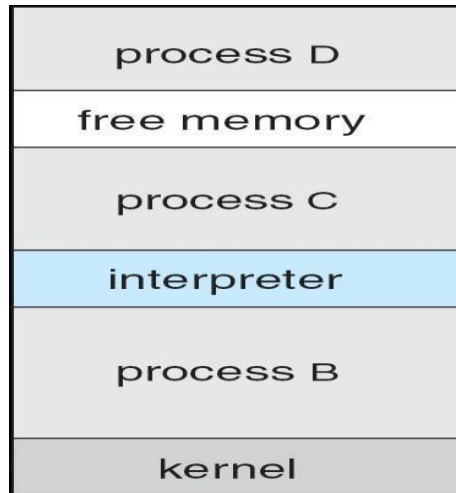 process D
free memory
process C
interpreter
process B
kernel